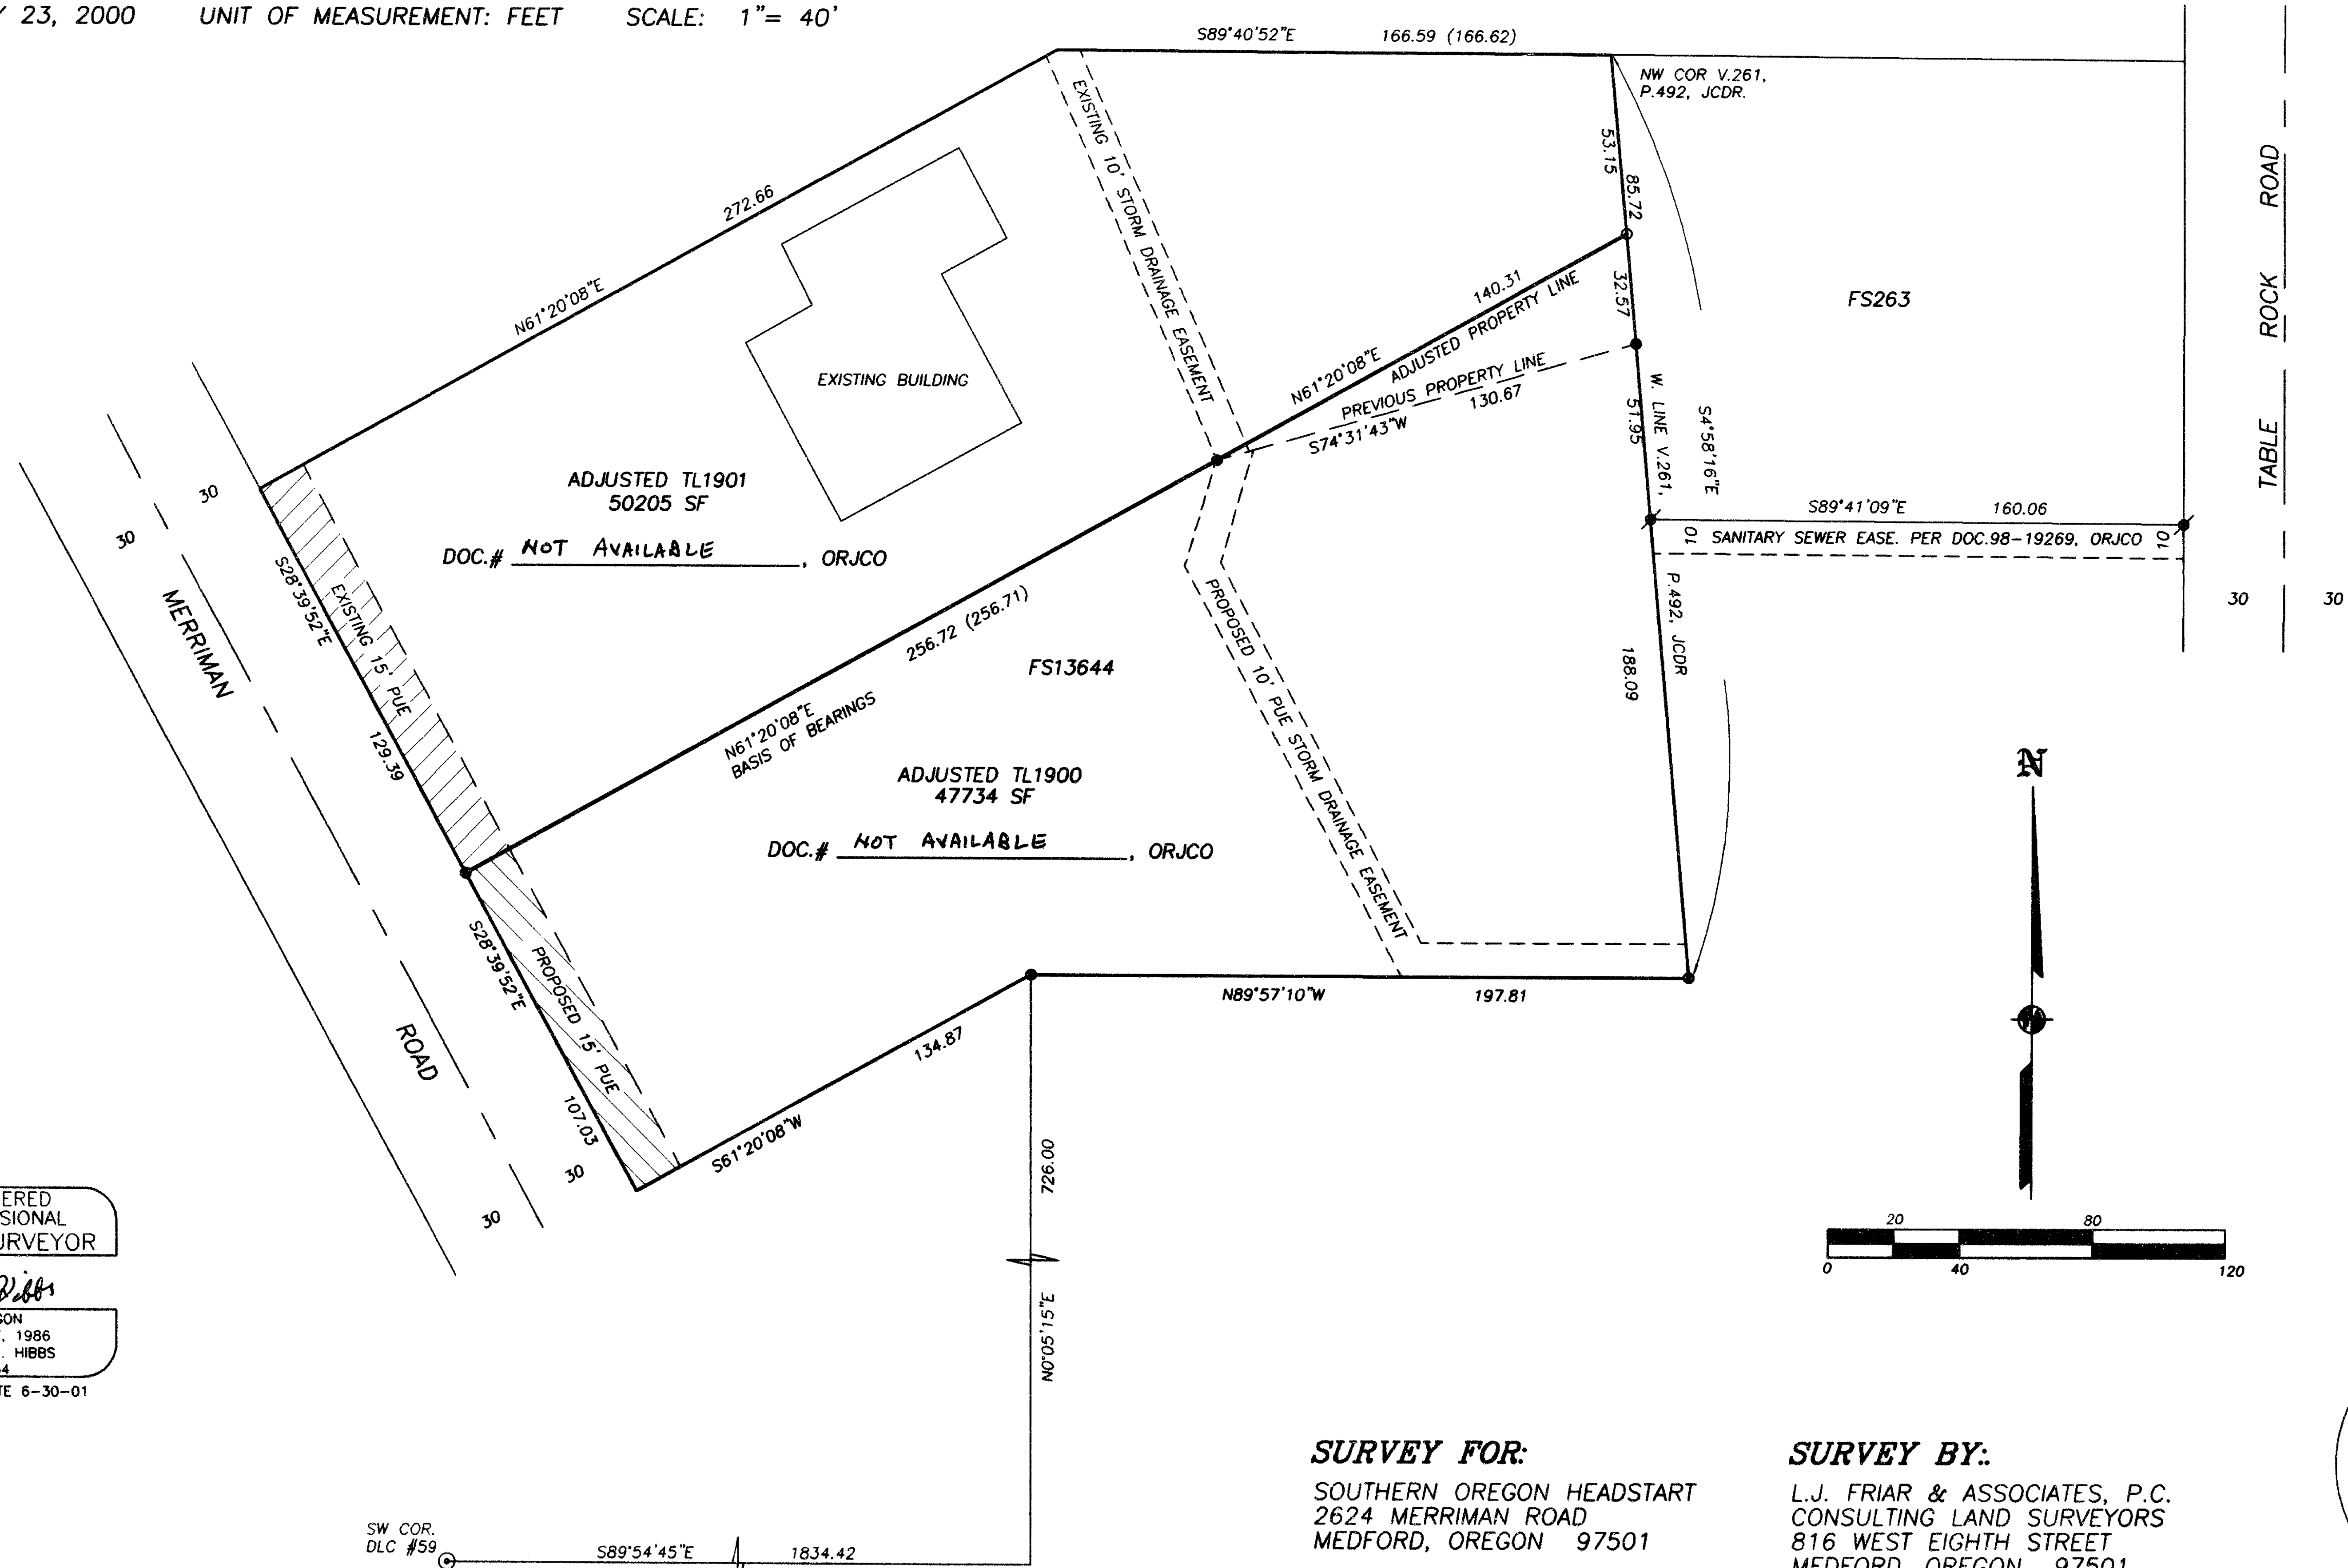 23, 2000 UNIT OF MEASUREMENT: FEET SCALE: 1"= 40'
S89°40'52"E 166.59 (166.62)
NW COR V.261,
P.492, JCDR.
EXISTING 10' STORM DRAINAGE EASEMENT
53.15
85.72
272.66
N61°20'08"E
32.57
140.31
N61°20'08"E
ADJUSTED PROPERTY LINE
PREVIOUS PROPERTY LINE
S74°31'43"W
130.67
FS263
TABLE ROCK ROAD
EXISTING BUILDING
W. LINE V.261,
P.492, JCDR
51.95
S4°58'16"E
188.09
S89°41'09"E 160.06
10 SANITARY SEWER EASE. PER DOC.98-19269, ORJCO 10
30
30
ADJUSTED TL1901
50205 SF
DOC.# NOT AVAILABLE, ORJCO
30
30
S28°39'52"E
129.39
EXISTING 15' PUE
MERRIMAN
ROAD
256.72 (256.71)
N61°20'08"E
BASIS OF BEARINGS
FS13644
ADJUSTED TL1900
47734 SF
DOC.# NOT AVAILABLE, ORJCO
PROPOSED 10' PUE STORM DRAINAGE EASEMENT
N
S28°39'52"E
107.03
PROPOSED 15' PUE
30
30
S61°20'08"W
134.87
N89°57'10"W 197.81
726.00
N0°05'15"E
20 80
0 40 120
ERED
SIONAL
URVEYOR
Hibbs
GON
, 1986
. HIBBS
4
TE 6-30-01
SW COR.
DLC #59
S89°54'45"E 1834.42
SURVEY FOR:
SOUTHERN OREGON HEADSTART
2624 MERRIMAN ROAD
MEDFORD, OREGON 97501
SURVEY BY:.
L.J. FRIAR & ASSOCIATES, P.C.
CONSULTING LAND SURVEYORS
816 WEST EIGHTH STREET
MEDFORD, OREGON 97501